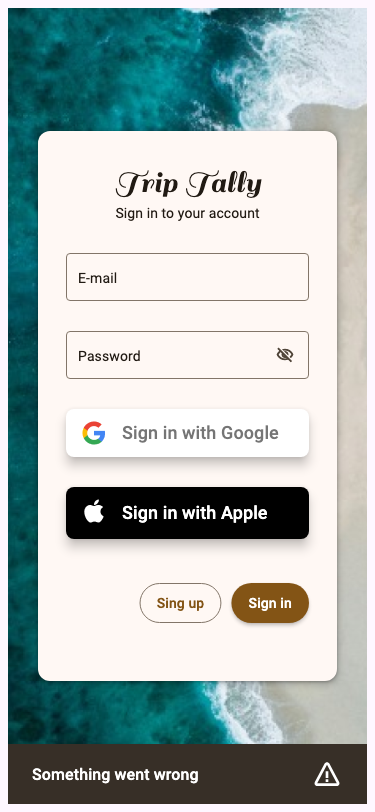 Trip Tally
Sign in to your account
E-mail
Password
Sign in with Google
Sign in with Apple
Sing up
Sign in
Something went wrong